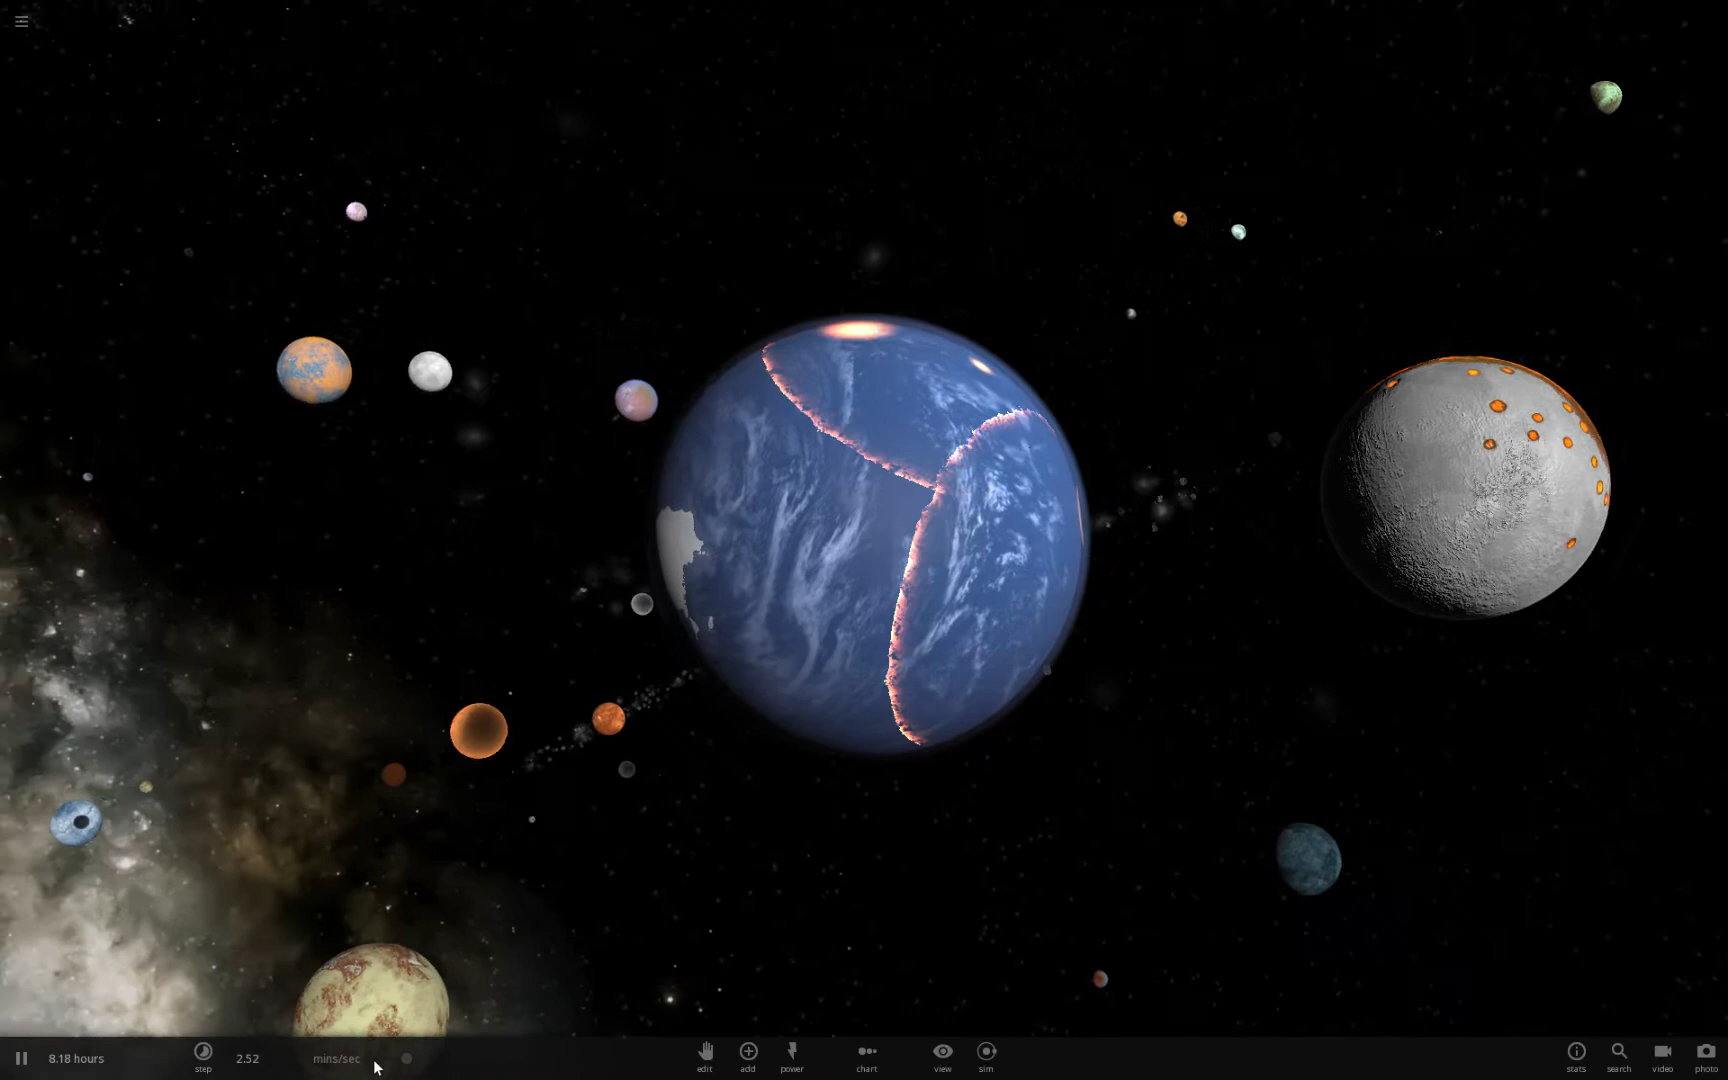 8.18 hours
step
2.52
mins/sec
edit
add
power
chart
view
sim
stats
search
video
photo